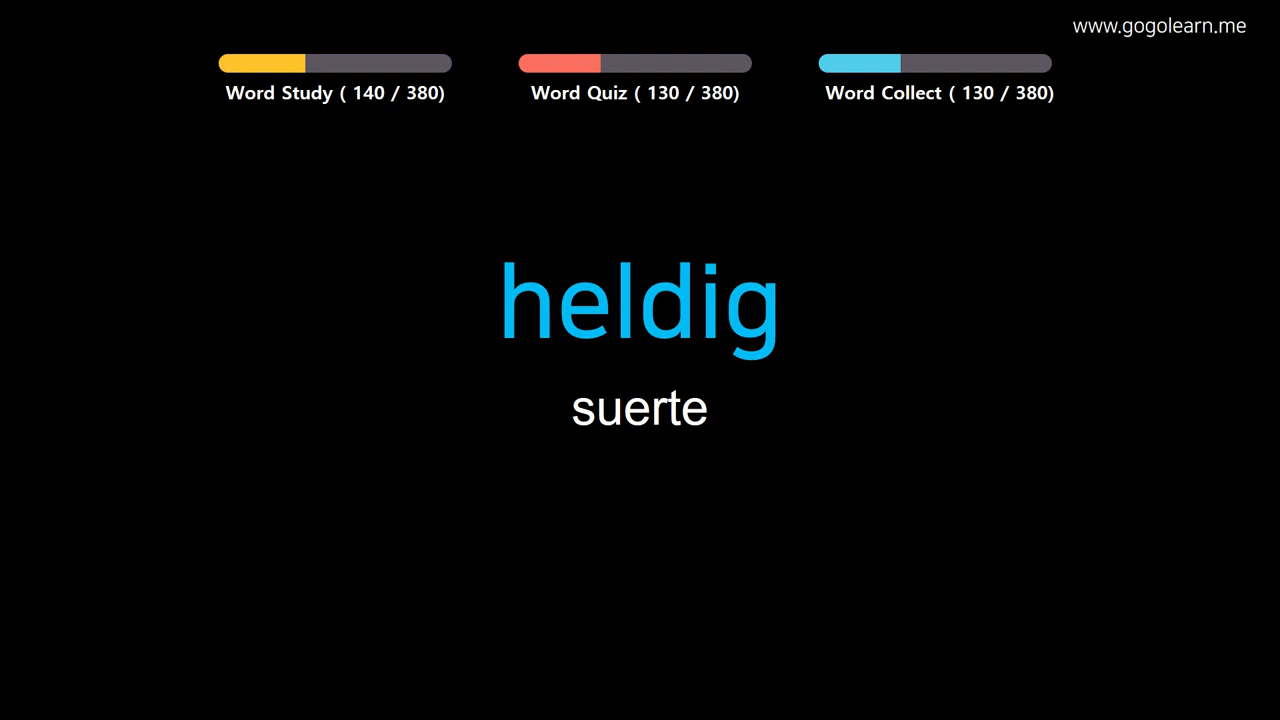 www.gogolearn.me
Word Study ( 140 / 380)
Word Quiz ( 130 / 380)
Word Collect ( 130 / 380)
heldig
suerte